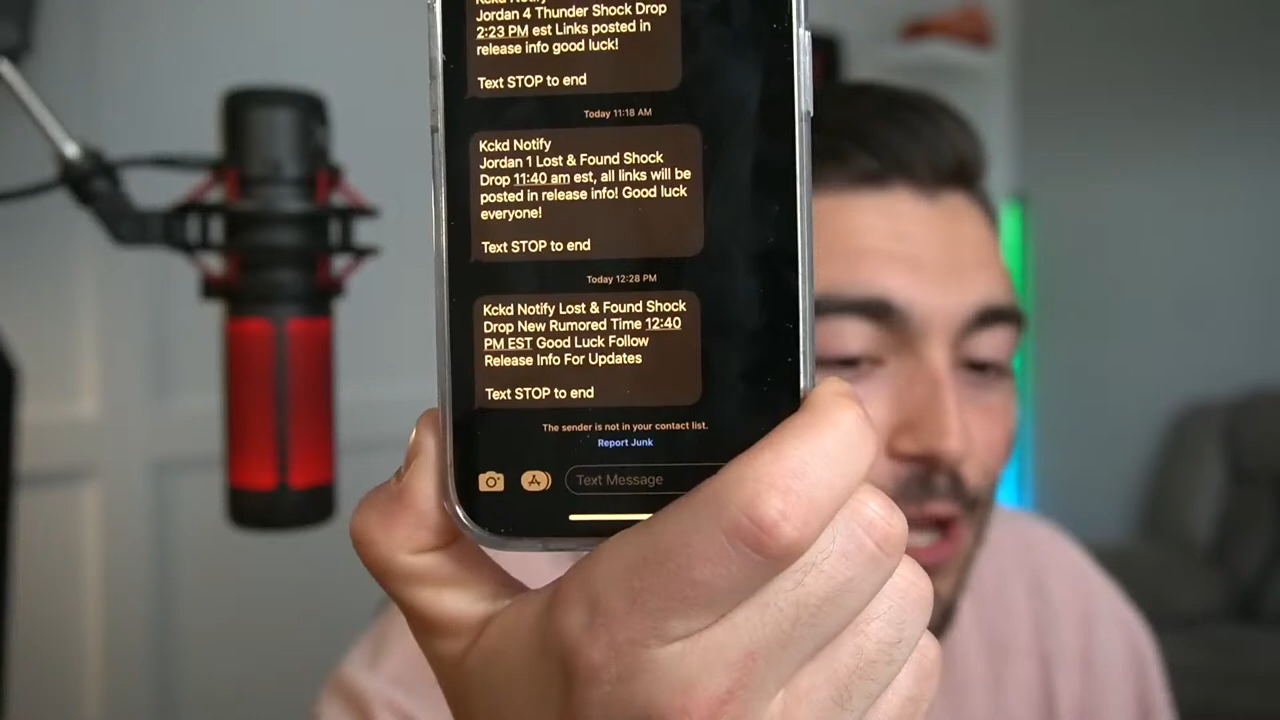 Kckd Notify
Jordan 4 Thunder Shock Drop
2:23 PM est Links posted in
release info good luck!
Text STOP to end
Today 11:18 AM
Kckd Notify
Jordan 1 Lost & Found Shock
Drop 11:40 am est, all links will be
posted in release info! Good luck
everyone!
Text STOP to end
Today 12:28 PM
Kckd Notify Lost & Found Shock
Drop New Rumored Time 12:40
PM EST Good Luck Follow
Release Info For Updates
Text STOP to end
The sender is not in your contact list.
Report Junk
Text Message